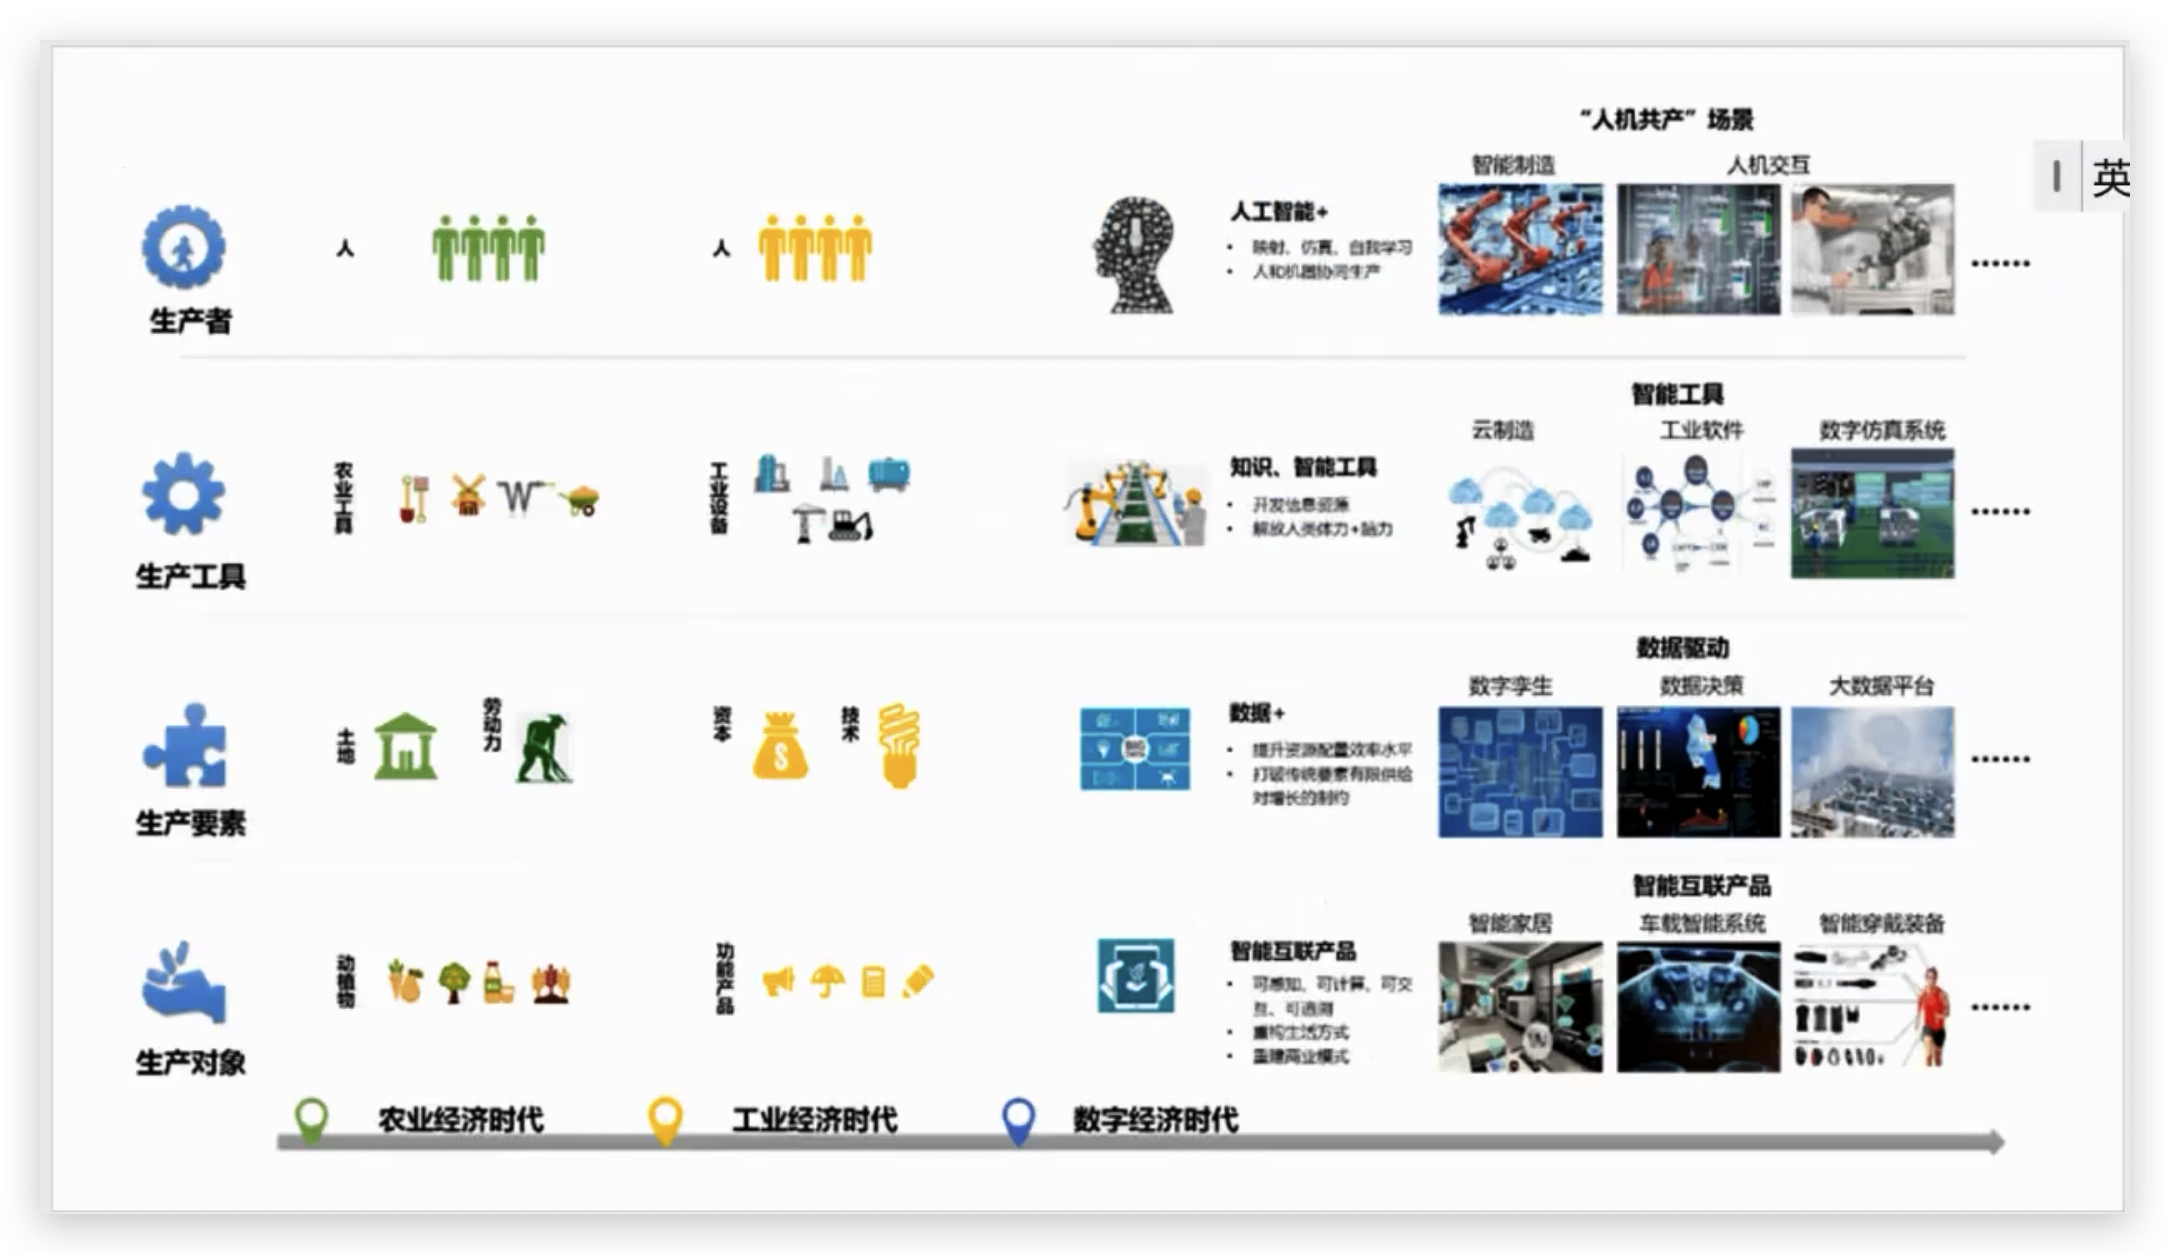 “人机共产”场景
智能制造
人机交互
英
人
人
人工智能+
• 映射、仿真、自我学习
• 人和机器协同生产
......
生产者
智能工具
云制造
工业软件
数字仿真系统
农业工具
工业设备
知识、智能工具
• 开发信息资源
• 解放人类体力+脑力
......
生产工具
数据驱动
数字孪生
数据决策
大数据平台
土地
劳动力
资本
技术
数据+
• 提升资源配置效率水平
• 打破传统要素有限供给
对增长的制约
......
生产要素
智能互联产品
智能家居
车载智能系统
智能穿戴装备
动植物
功能产品
智能互联产品
• 可感知、可计算、可交
互、可追溯
• 重构生活方式
• 重建商业模式
......
生产对象
农业经济时代
工业经济时代
数字经济时代